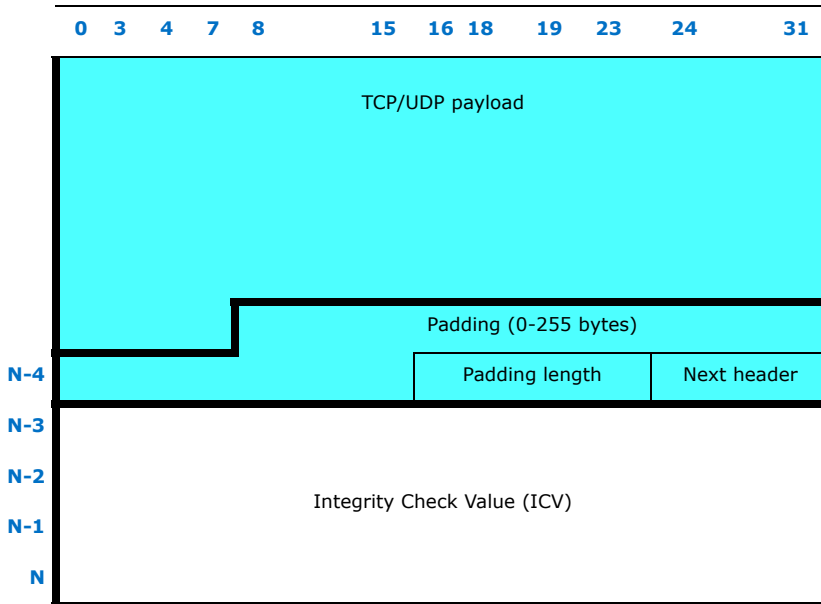 0 3 4 7 8 15 16 18 19 23 24 31
TCP/UDP payload
Padding (0-255 bytes)
N-4 Padding length Next header
N-3
N-2
Integrity Check Value (ICV)
N-1
N